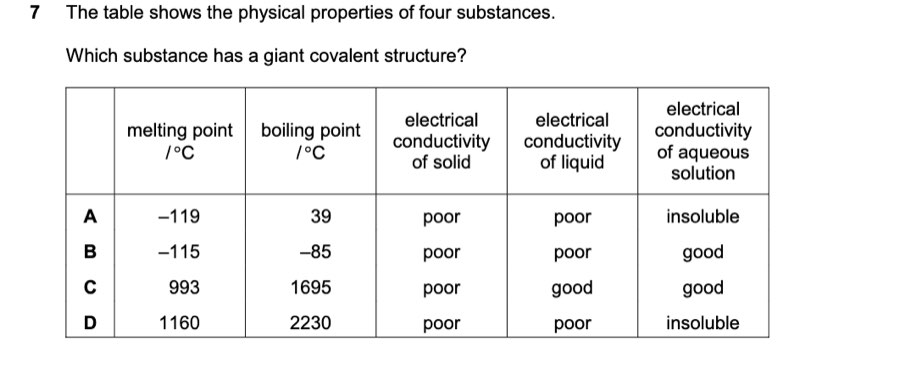 7 The table shows the physical properties of four substances.
Which substance has a giant covalent structure?
melting point /°C | boiling point /°C | electrical conductivity of solid | electrical conductivity of liquid | electrical conductivity of aqueous solution
A –119 39 poor poor insoluble
B –115 –85 poor poor good
C 993 1695 poor good good
D 1160 2230 poor poor insoluble